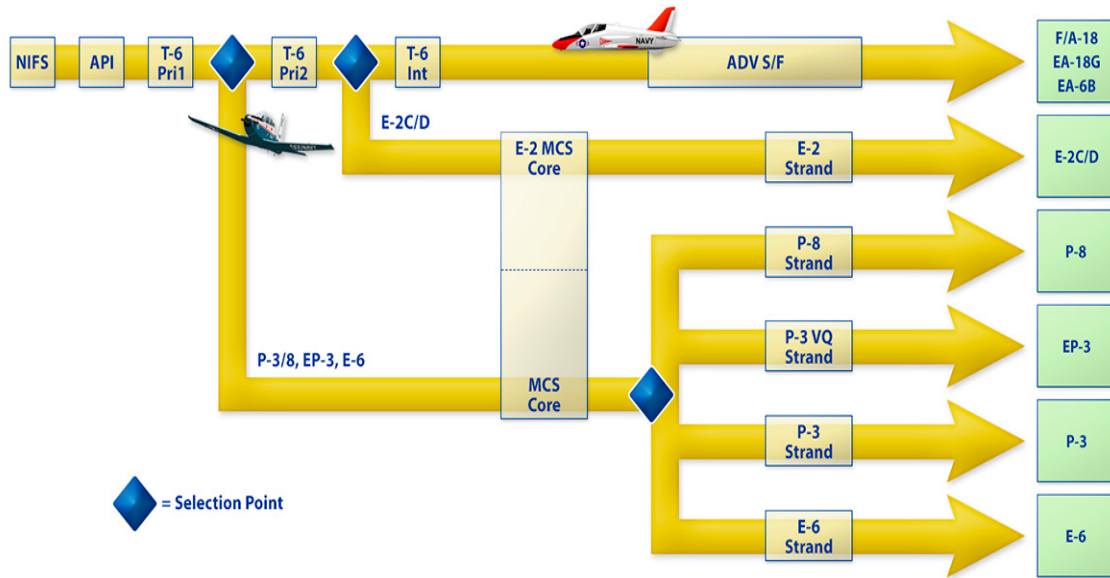 NIFS
API
T-6
Pri1
T-6
Pri2
T-6
Int
NAVY
ADV S/F
F/A-18
EA-18G
EA-6B
E-2C/D
E-2 MCS
Core
E-2
Strand
E-2C/D
P-8
Strand
P-8
P-3/8, EP-3, E-6
MCS
Core
P-3 VQ
Strand
EP-3
P-3
Strand
P-3
= Selection Point
E-6
Strand
E-6